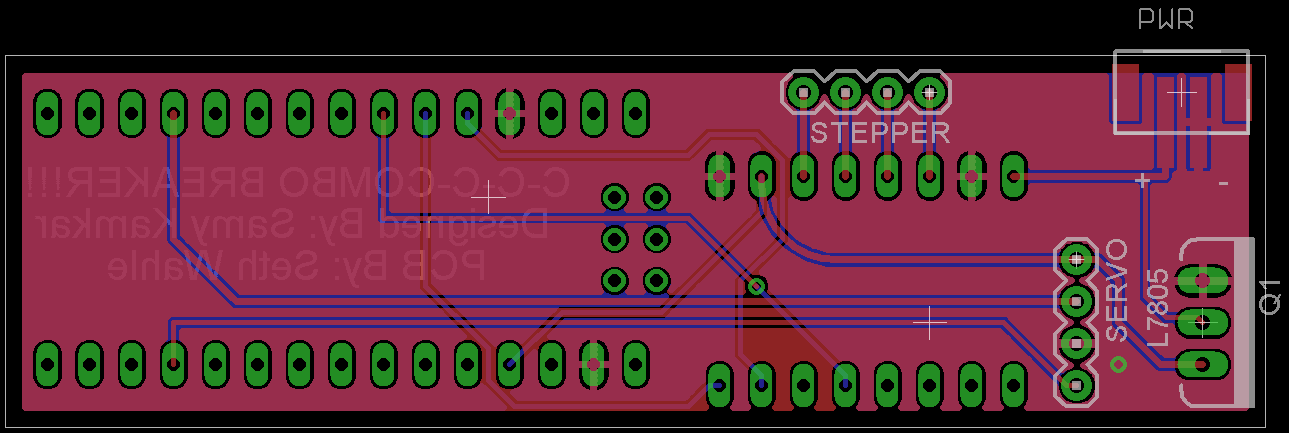 PWR
STEPPER
C-C-C-COMBO BREAKER!!!
Designed By: Samy Kamkar
PCB By: Seth Wahle
+
-
SERVO
L7805
Q1